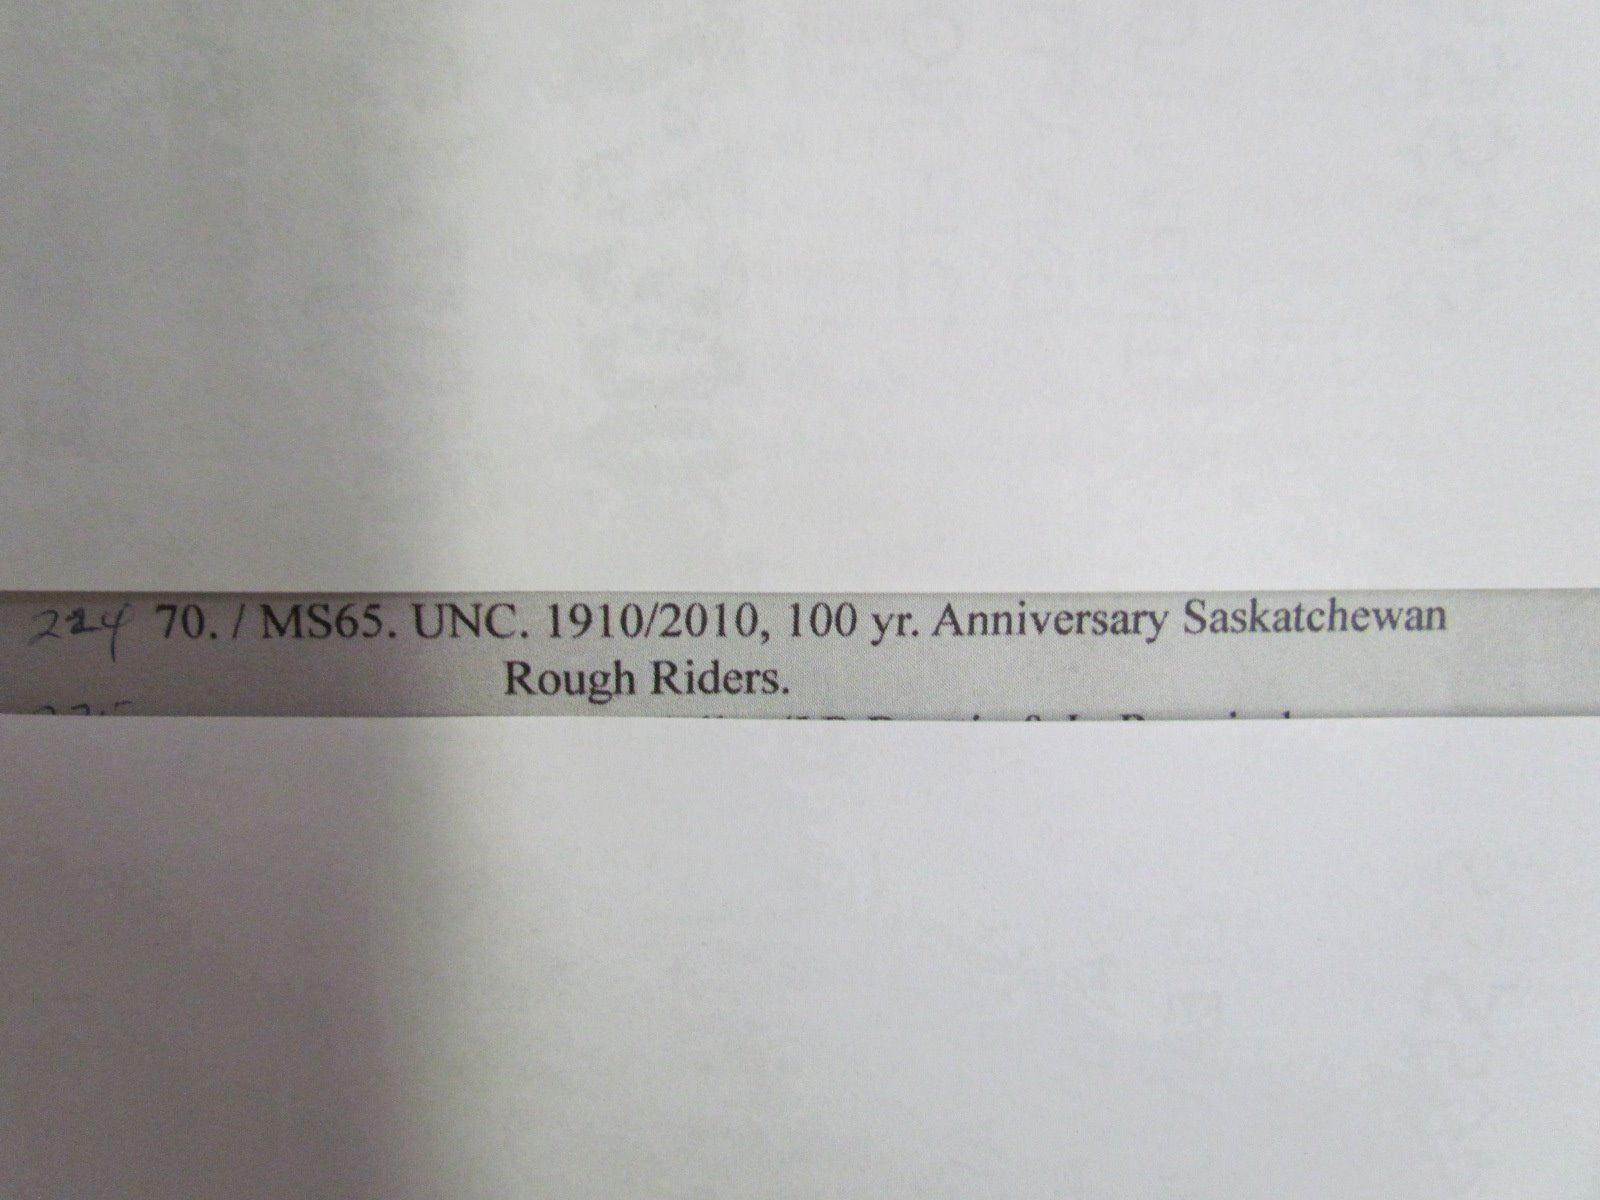 224 70. / MS65. UNC. 1910/2010, 100 yr. Anniversary Saskatchewan
Rough Riders.